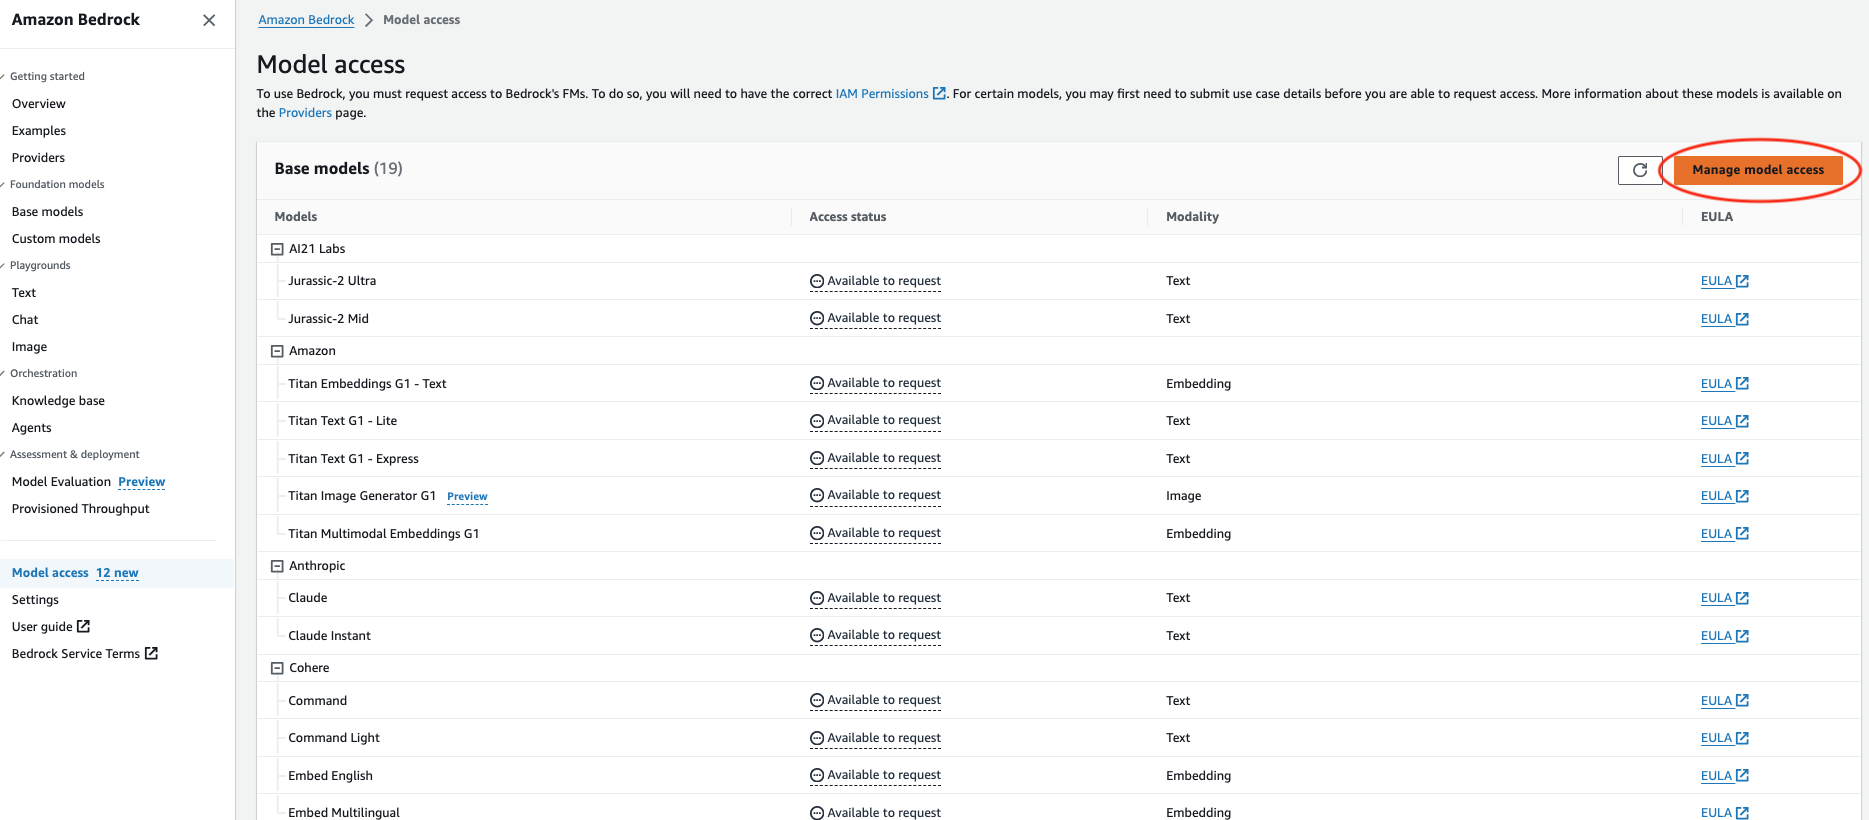 Amazon Bedrock
Getting started
Overview
Examples
Providers
Foundation models
Base models
Custom models
Playgrounds
Text
Chat
Image
Orchestration
Knowledge base
Agents
Assessment & deployment
Model Evaluation Preview
Provisioned Throughput
Model access 12 new
Settings
User guide
Bedrock Service Terms
Amazon Bedrock > Model access
Model access
To use Bedrock, you must request access to Bedrock's FMs. To do so, you will need to have the correct IAM Permissions. For certain models, you may first need to submit use case details before you are able to request access. More information about these models is available on
the Providers page.
Base models (19)
Manage model access
Models Access status Modality EULA
AI21 Labs
Jurassic-2 Ultra Available to request Text EULA
Jurassic-2 Mid Available to request Text EULA
Amazon
Titan Embeddings G1 - Text Available to request Embedding EULA
Titan Text G1 - Lite Available to request Text EULA
Titan Text G1 - Express Available to request Text EULA
Titan Image Generator G1 Preview Available to request Image EULA
Titan Multimodal Embeddings G1 Available to request Embedding EULA
Anthropic
Claude Available to request Text EULA
Claude Instant Available to request Text EULA
Cohere
Command Available to request Text EULA
Command Light Available to request Text EULA
Embed English Available to request Embedding EULA
Embed Multilingual Available to request Embedding EULA